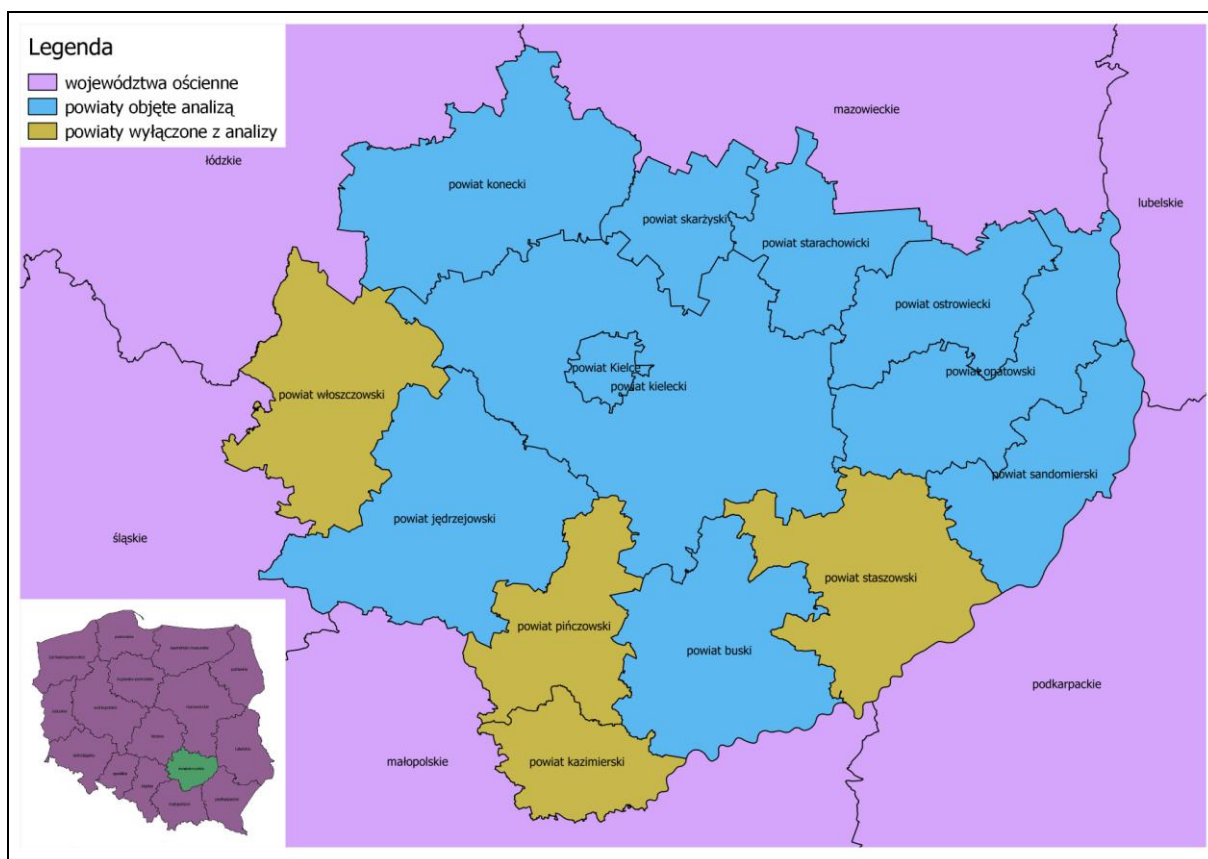 Legenda
województwa ościenne
powiaty objęte analizą
powiaty wyłączone z analizy
mazowieckie
łódzkie
lubelskie
powiat konecki
powiat skarżyski
powiat starachowicki
powiat ostrowiecki
powiat Kielce
powiat kielecki
powiat opatowski
powiat włoszczowski
powiat sandomierski
powiat jędrzejowski
śląskie
powiat staszowski
powiat pińczowski
powiat buski
podkarpackie
małopolskie
powiat kazimierski